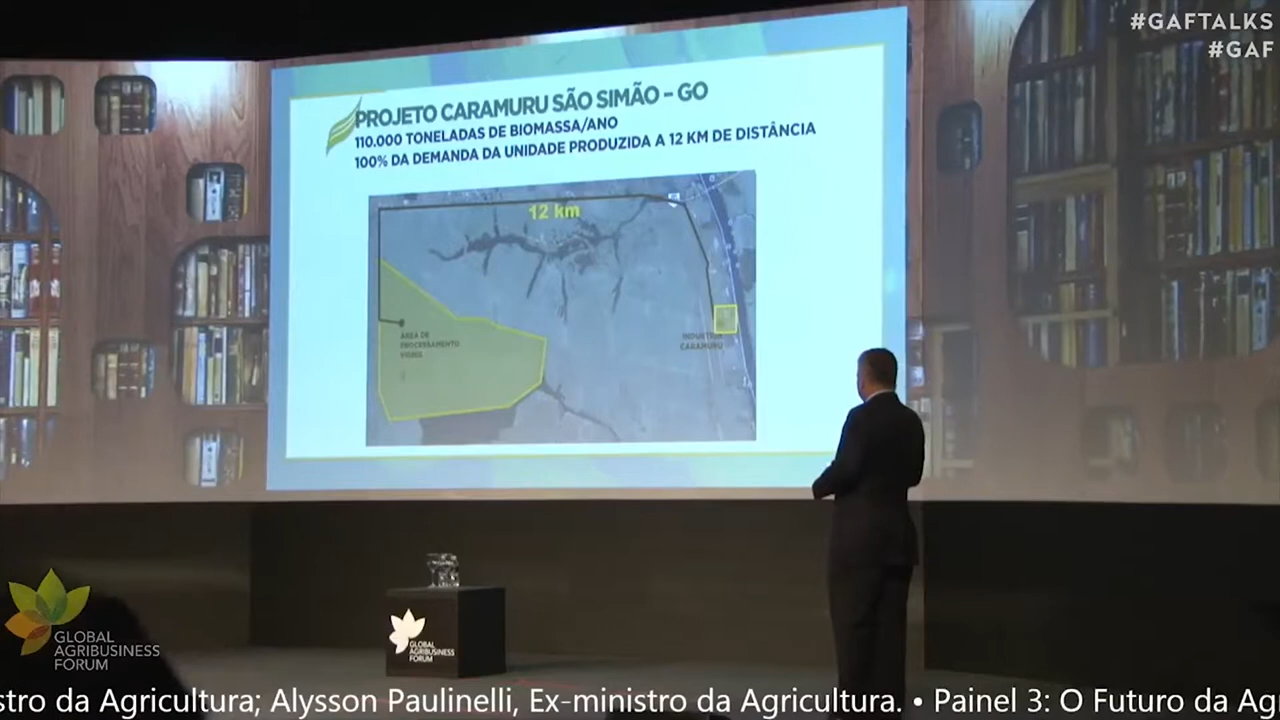 #GAFTALKS
#GAF
PROJETO CARAMURU SÃO SIMÃO – GO
110.000 TONELADAS DE BIOMASSA/ANO
100% DA DEMANDA DA UNIDADE PRODUZIDA A 12 KM DE DISTÂNCIA
12 km
ÁREA DE
PROCESSAMENTO
INDÚSTRIA
CARAMURU
GLOBAL
AGRIBUSINESS
FORUM
GLOBAL
AGRIBUSINESS
FORUM
stro da Agricultura; Alysson Paulinelli, Ex-ministro da Agricultura. • Painel 3: O Futuro da Ag